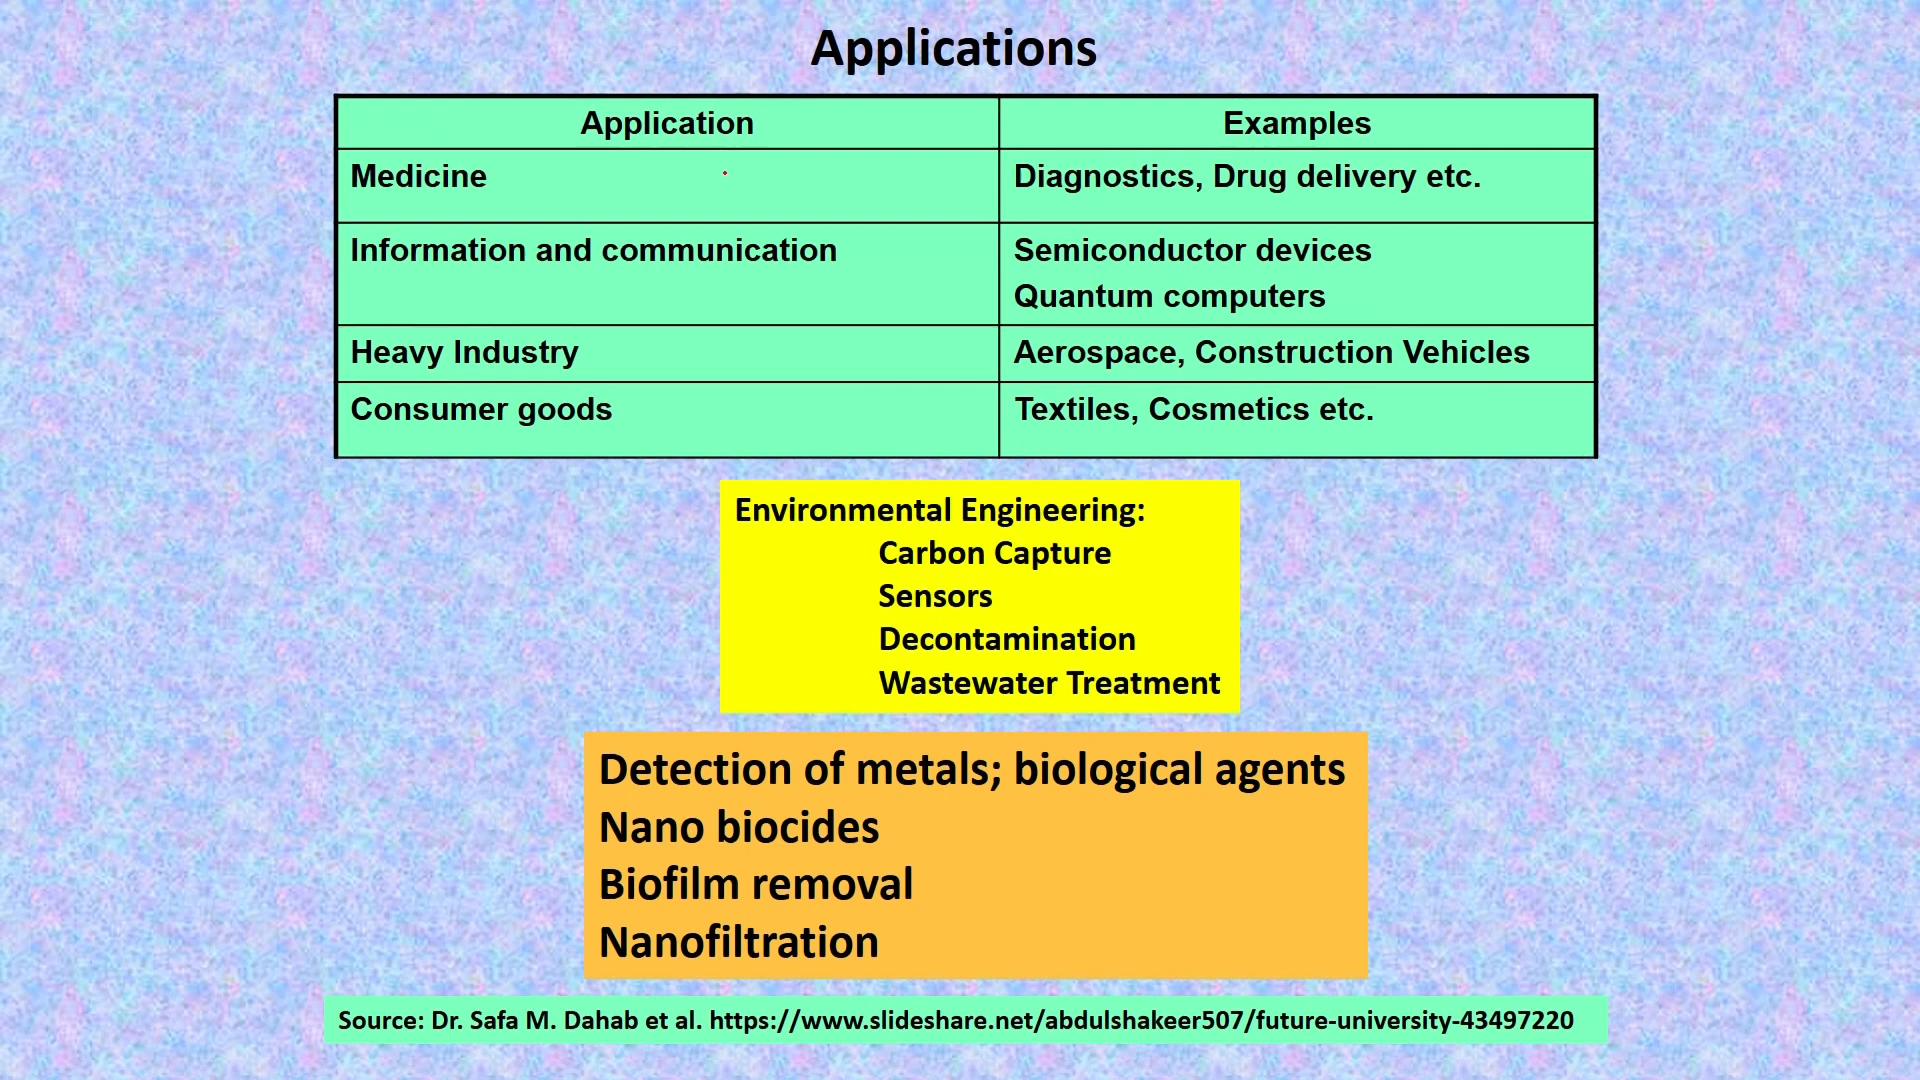 Applications
Application Examples
Medicine Diagnostics, Drug delivery etc.
Information and communication Semiconductor devices
Quantum computers
Heavy Industry Aerospace, Construction Vehicles
Consumer goods Textiles, Cosmetics etc.
Environmental Engineering:
Carbon Capture
Sensors
Decontamination
Wastewater Treatment
Detection of metals; biological agents
Nano biocides
Biofilm removal
Nanofiltration
Source: Dr. Safa M. Dahab et al. https://www.slideshare.net/abdulshakeer507/future-university-43497220